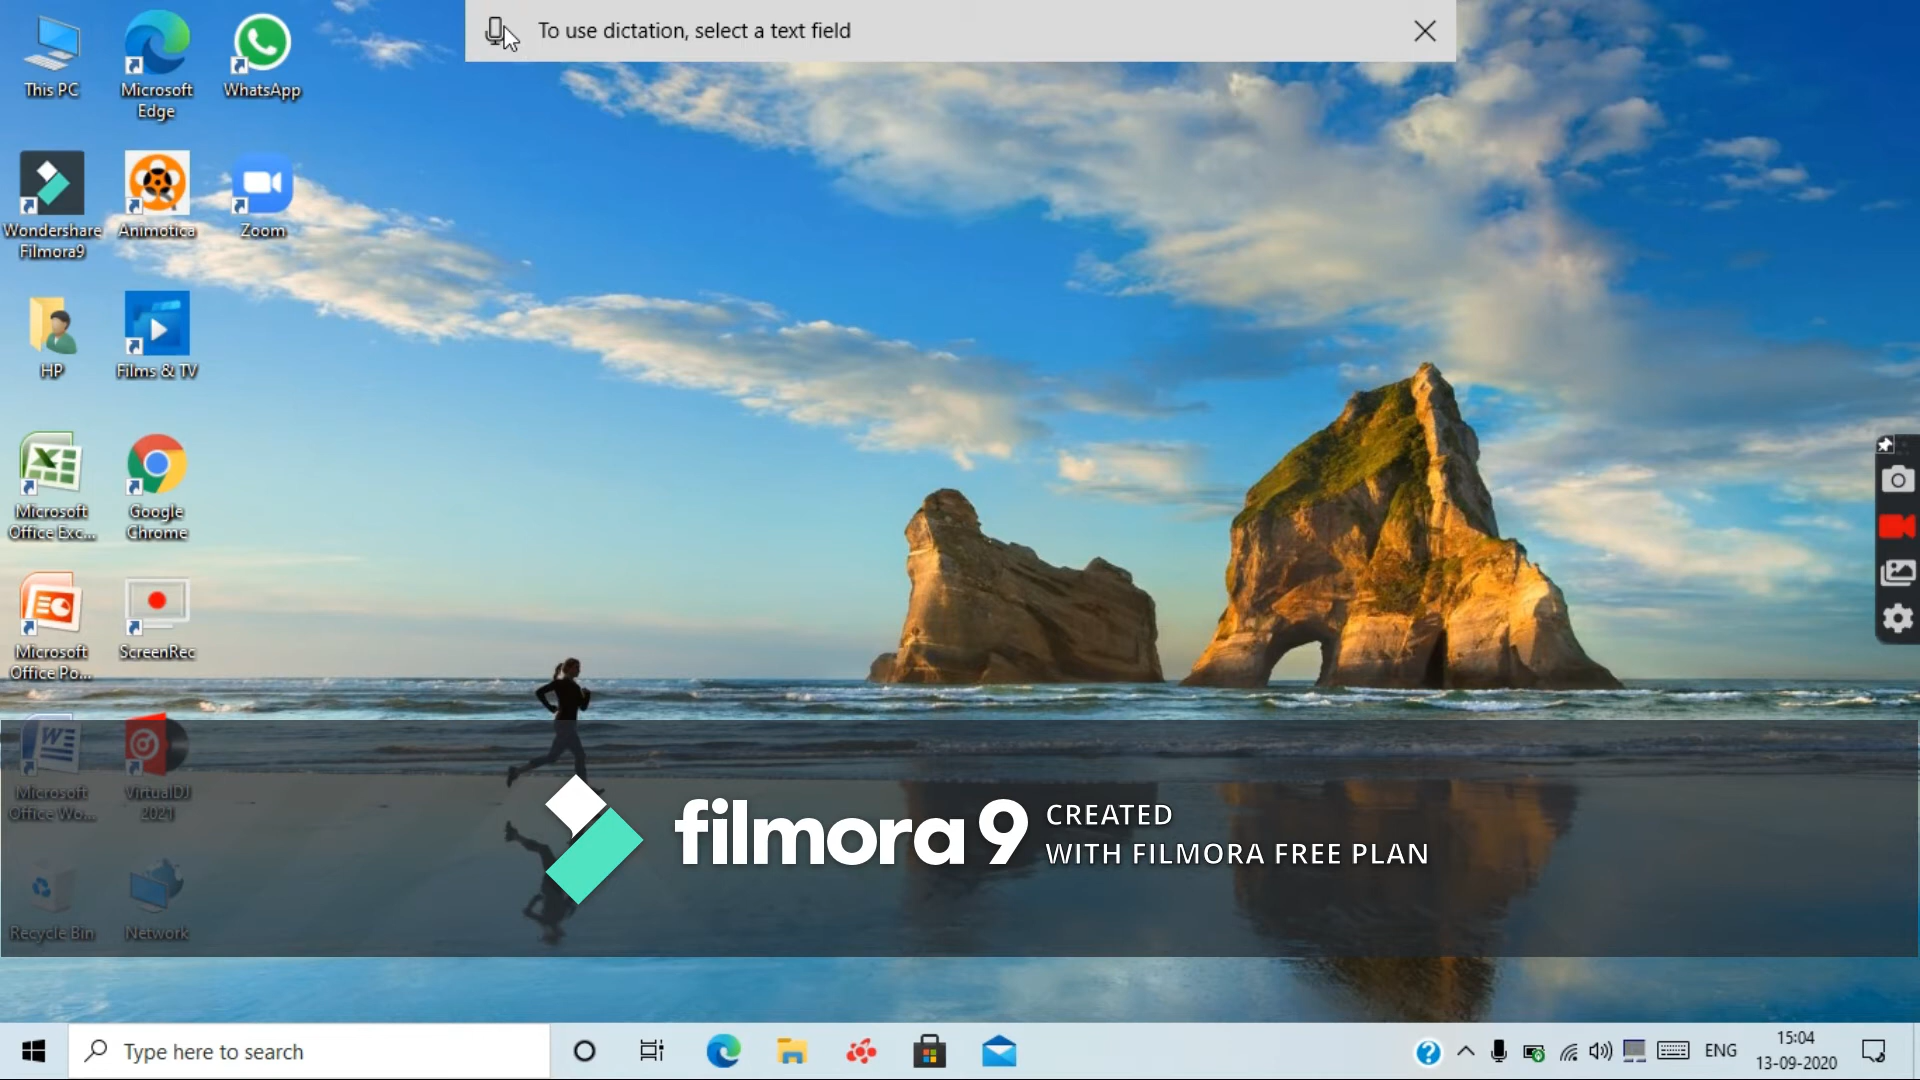 To use dictation, select a text field
This PC
Microsoft
Edge
WhatsApp
Wondershare
Filmora9
Animotica
Zoom
HP
Films & TV
Microsoft
Office Exc...
Google
Chrome
Microsoft
Office Po...
ScreenRec
Microsoft
Office Wo...
VirtualDJ
2021
Recycle Bin
Network
filmora9
CREATED
WITH FILMORA FREE PLAN
Type here to search
ENG
15:04
13-09-2020